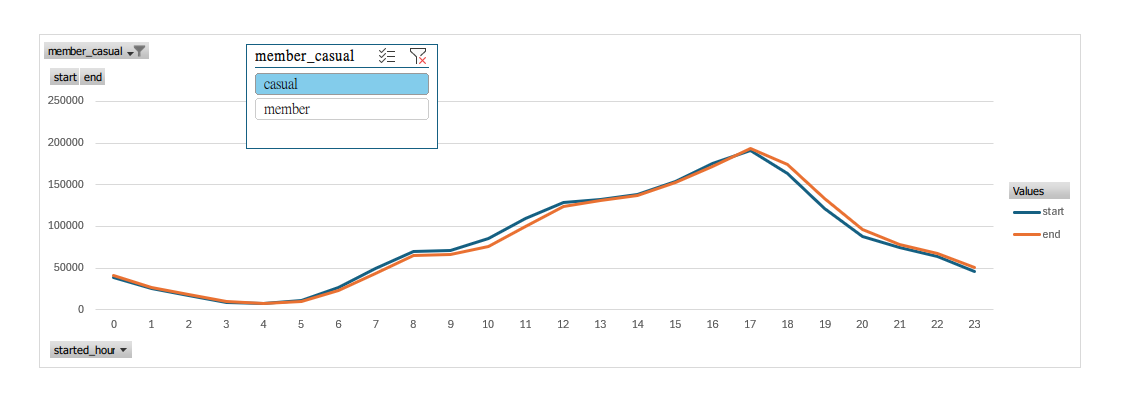 member_casual
member_casual
casual
member
start end
250000
200000
150000
100000
50000
0
0 1 2 3 4 5 6 7 8 9 10 11 12 13 14 15 16 17 18 19 20 21 22 23
Values
start
end
started_hour